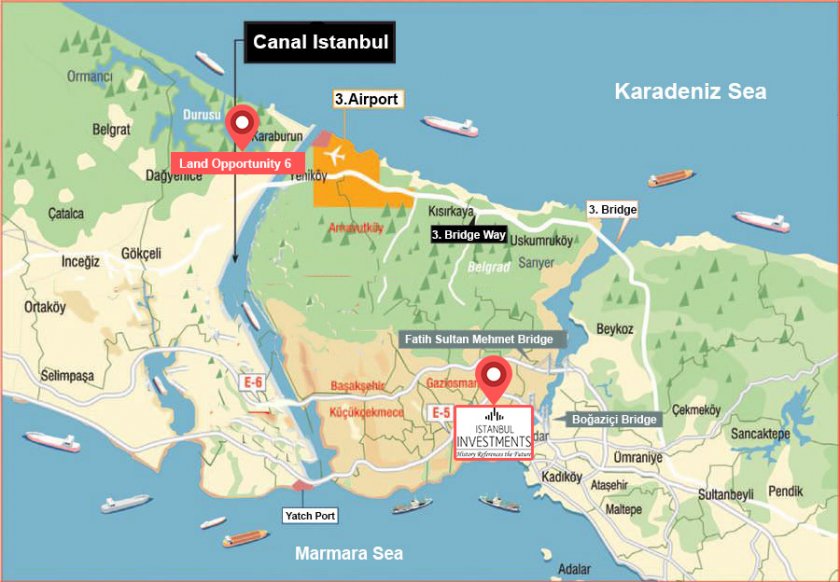 Canal Istanbul
Ormancı
3.Airport
Karadeniz Sea
Belgrat
Durusu
Karaburun
Land Opportunity 6
Dağyenice
Yeniköy
Çatalca
Kısırkaya
3. Bridge
Arnavutköy
3. Bridge Way
Uskumruköy
Gökçeli
İnceğiz
Belgrad
Sarıyer
Ortaköy
Beykoz
Fatih Sultan Mehmet Bridge
Selimpaşa
E-6
Başakşehir
Gaziosman
Küçükçekmece
E-5
ISTANBUL
INVESTMENTS
History References the Future
Boğaziçi Bridge
Çekmeköy
Sancaktepe
Ümraniye
Kadıköy
Ataşehir
Sultanbeyli
Pendik
Maltepe
Yatch Port
Marmara Sea
Adalar